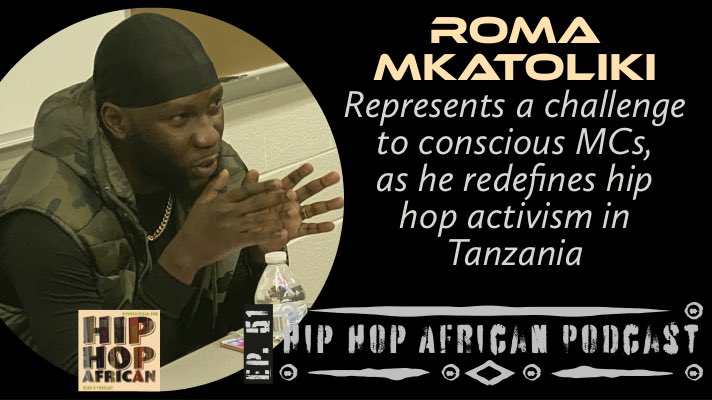 ROMA
MKATOLIKI
Represents a challenge
to conscious MCs,
as he redefines hip
hop activism in
Tanzania
EP. 51
HIP HOP AFRICAN PODCAST
HIP
HOP
AFRICAN